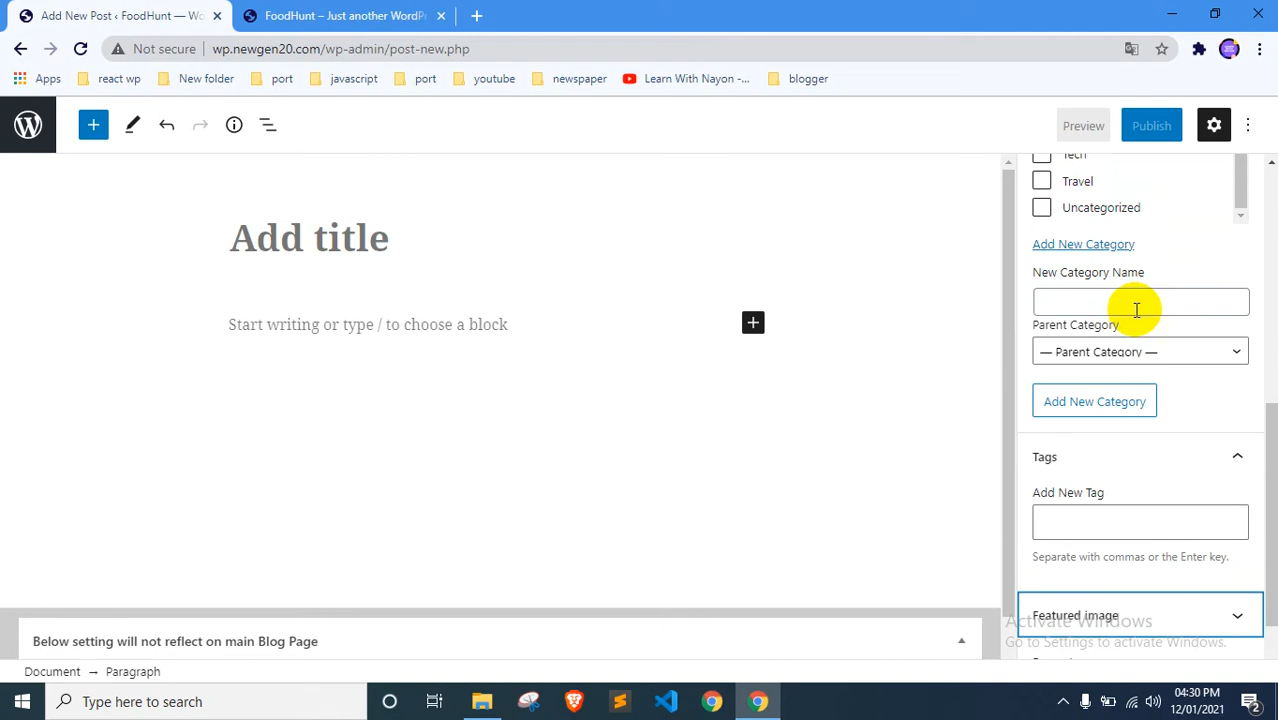 Add New Post ‹ FoodHunt — Wo
FoodHunt – Just another WordPr
Not secure
wp.newgen20.com/wp-admin/post-new.php
Apps
react wp
New folder
port
javascript
port
youtube
newspaper
Learn With Nayon -...
blogger
Preview
Publish
Tech
Travel
Uncategorized
Add title
Add New Category
New Category Name
Start writing or type / to choose a block
Parent Category
— Parent Category —
Add New Category
Tags
Add New Tag
Separate with commas or the Enter key.
Featured image
Activate Windows
Go to Settings to activate Windows.
Below setting will not reflect on main Blog Page
Document → Paragraph
Type here to search
04:30 PM
12/01/2021
2